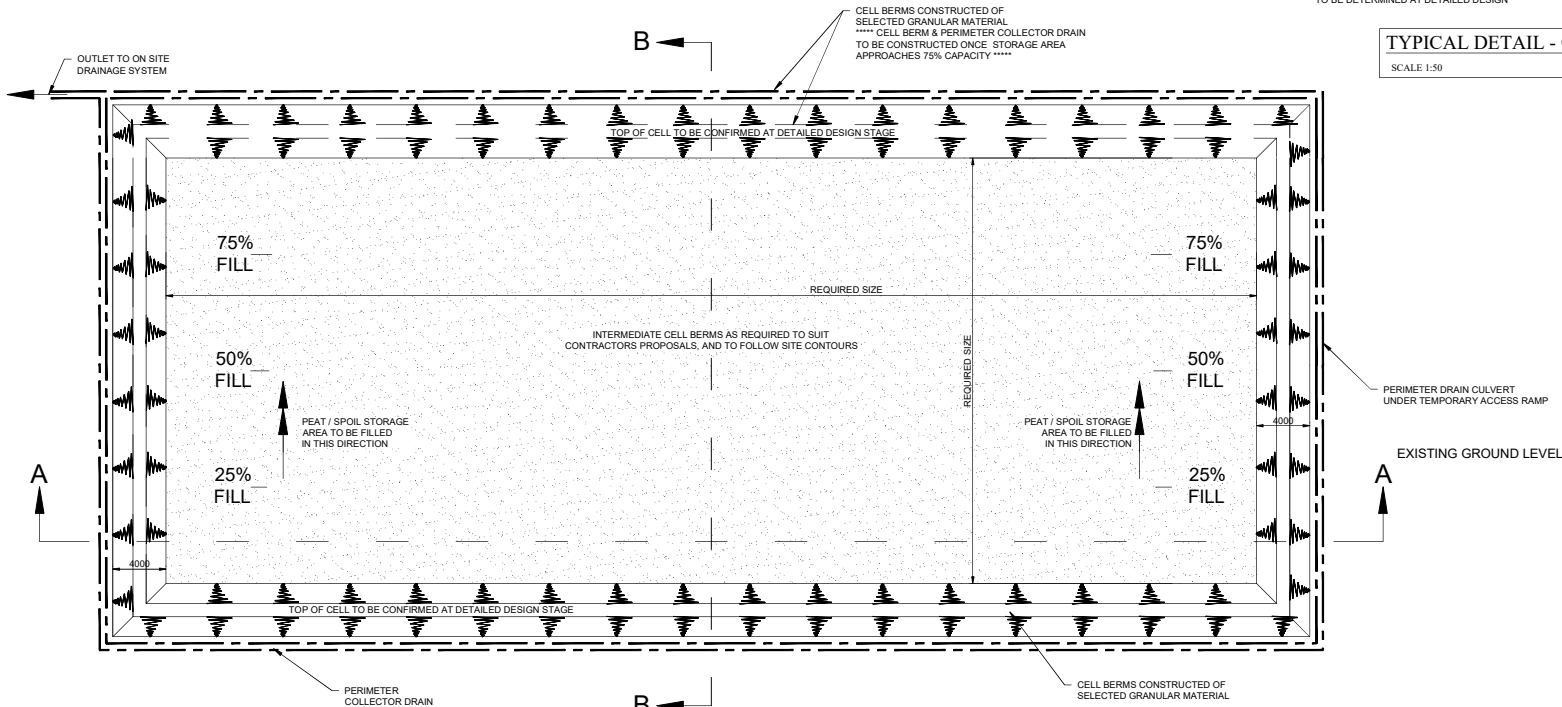 TO BE DETERMINED AT DETAILED DESIGN
TYPICAL DETAIL -
SCALE 1:50
CELL BERMS CONSTRUCTED OF
SELECTED GRANULAR MATERIAL
***** CELL BERM & PERIMETER COLLECTOR DRAIN
TO BE CONSTRUCTED ONCE STORAGE AREA
APPROACHES 75% CAPACITY *****
B
OUTLET TO ON SITE
DRAINAGE SYSTEM
TOP OF CELL TO BE CONFIRMED AT DETAILED DESIGN STAGE
75%
FILL
75%
FILL
REQUIRED SIZE
INTERMEDIATE CELL BERMS AS REQUIRED TO SUIT
CONTRACTORS PROPOSALS, AND TO FOLLOW SITE CONTOURS
REQUIRED SIZE
50%
FILL
50%
FILL
PERIMETER DRAIN CULVERT
UNDER TEMPORARY ACCESS RAMP
PEAT / SPOIL STORAGE
AREA TO BE FILLED
IN THIS DIRECTION
PEAT / SPOIL STORAGE
AREA TO BE FILLED
IN THIS DIRECTION
4000
EXISTING GROUND LEVEL
A
25%
FILL
25%
FILL
A
4000
TOP OF CELL TO BE CONFIRMED AT DETAILED DESIGN STAGE
PERIMETER
COLLECTOR DRAIN
B
CELL BERMS CONSTRUCTED OF
SELECTED GRANULAR MATERIAL